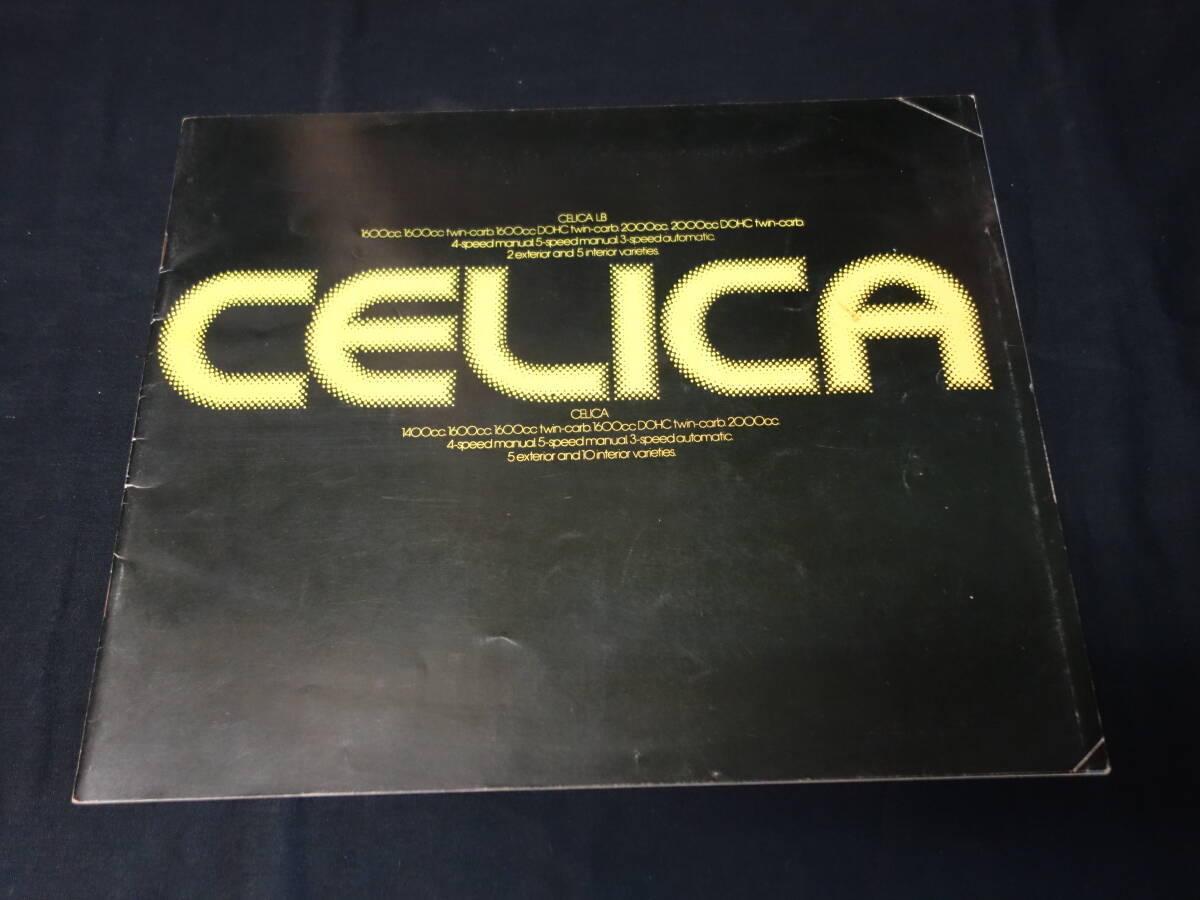 CELICA LB
1600cc. 1600cc twin-carb. 1600cc DOHC twin-carb. 2000cc. 2000cc DOHC twin-carb.
4-speed manual. 5-speed manual. 3-speed automatic.
2 exterior and 5 interior varieties.
CELICA
CELICA
1400cc. 1600cc. 1600cc twin-carb. 1600cc DOHC twin-carb. 2000cc.
4-speed manual. 5-speed manual. 3-speed automatic.
5 exterior and 10 interior varieties.